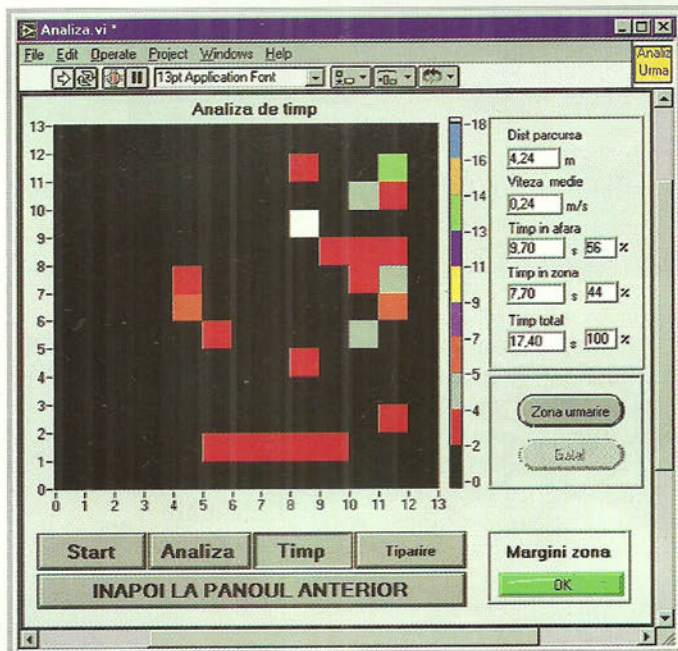 Analiza.vi *
File Edit Operate Project Windows Help
13pt Application Font
Analiz
Urma
Analiza de timp
13
12
11
10
9
8
7
6
5
4
3
2
1
0
0 1 2 3 4 5 6 7 8 9 10 11 12 13
18
16
14
13
11
9
7
5
4
2
0
Dist parcursa
4,24 m
Viteza medie
0,24 m/s
Timp in afara
9,70 s 56 %
Timp in zona
7,70 s 44 %
Timp total
17,40 s 100 %
Zona urmarire
Gata!
Start Analiza Timp Tiparire
INAPOI LA PANOUL ANTERIOR
Margini zona
OK